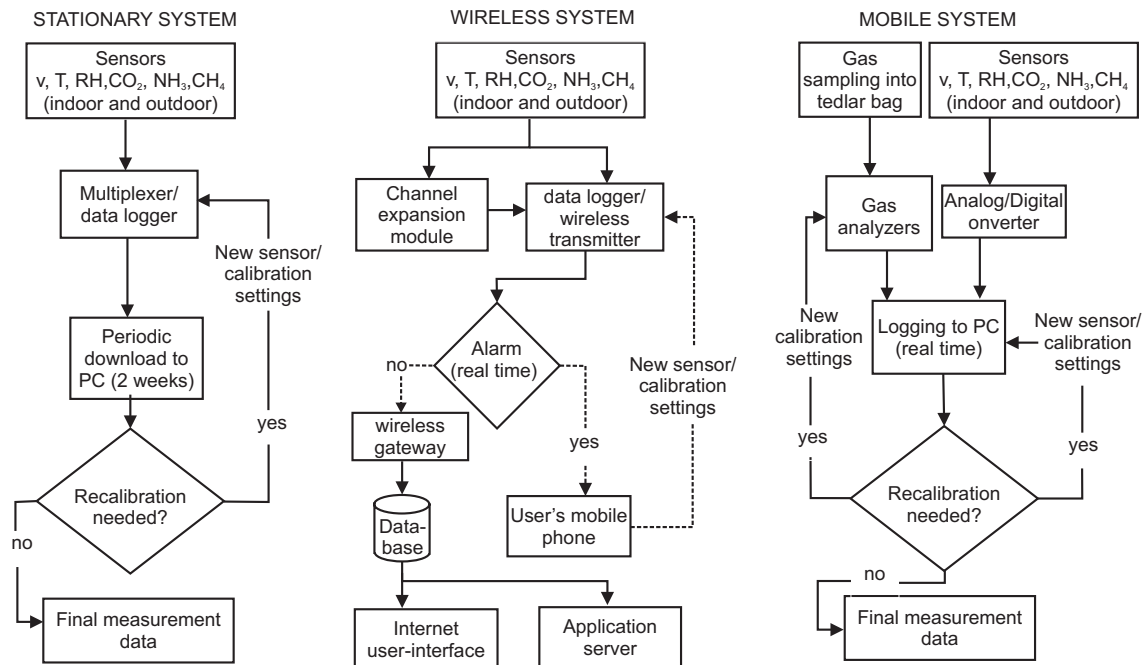 STATIONARY SYSTEM
Sensors
v, T, RH,CO₂, NH₃,CH₄
(indoor and outdoor)
Multiplexer/
data logger
New sensor/
calibration
settings
Periodic
download to
PC (2 weeks)
yes
Recalibration
needed?
no
Final measurement
data
WIRELESS SYSTEM
Sensors
v, T, RH,CO₂, NH₃,CH₄
(indoor and outdoor)
Channel
expansion
module
data logger/
wireless
transmitter
Alarm
(real time)
New sensor/
calibration
settings
no
wireless
gateway
yes
Data-
base
User's mobile
phone
Internet
user-interface
Application
server
MOBILE SYSTEM
Gas
sampling into
tedlar bag
Sensors
v, T, RH,CO₂, NH₃,CH₄
(indoor and outdoor)
Gas
analyzers
Analog/Digital
onverter
New
calibration
settings
Logging to PC
(real time)
New sensor/
calibration
settings
yes
yes
Recalibration
needed?
no
Final measurement
data